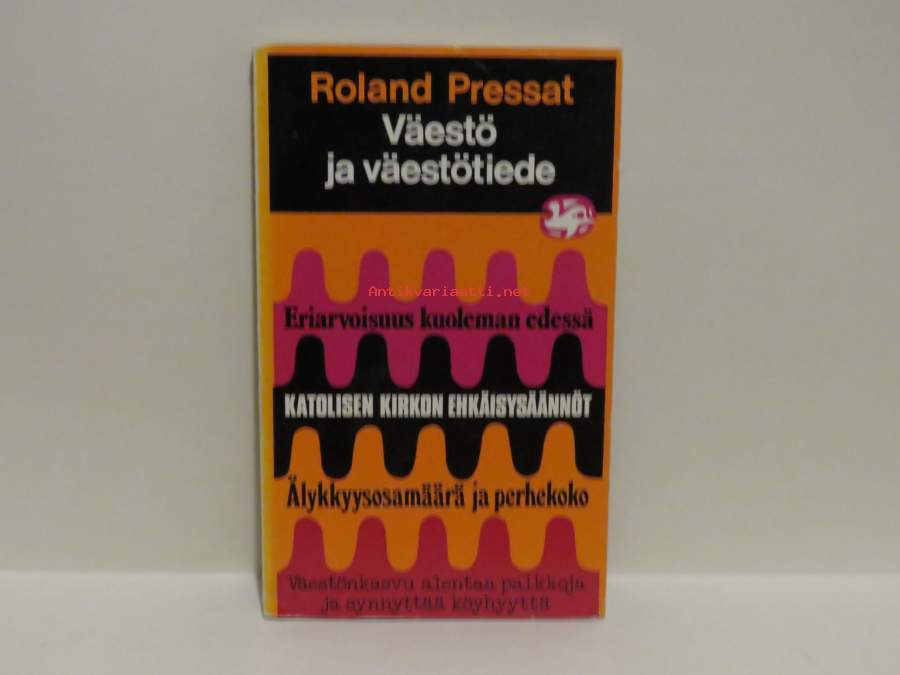 Roland Pressat
Väestö
ja väestötiede
Antikvariaatti.net
Eriarvoisuus kuoleman edessä
KATOLISEN KIRKON EHKÄISYSÄÄNNÖT
Älykkyysosamäärä ja perhekoko
Väestönkasvu alentaa palkkoja
ja synnyttää köyhyyttä